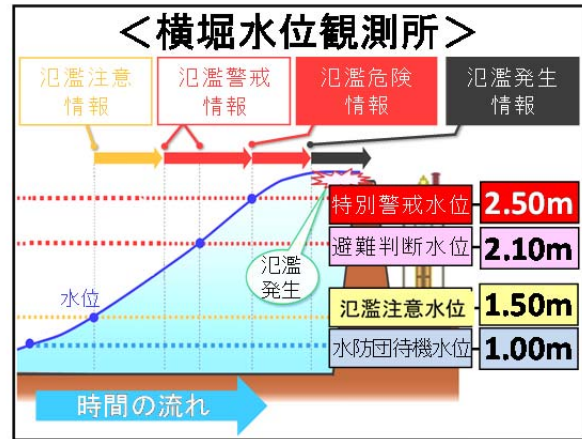 ＜横堀水位観測所＞
氾濫注意
情報
氾濫警戒
情報
氾濫危険
情報
氾濫発生
情報
特別警戒水位 2.50m
避難判断水位 2.10m
氾濫
発生
水位
氾濫注意水位 1.50m
水防団待機水位 1.00m
時間の流れ